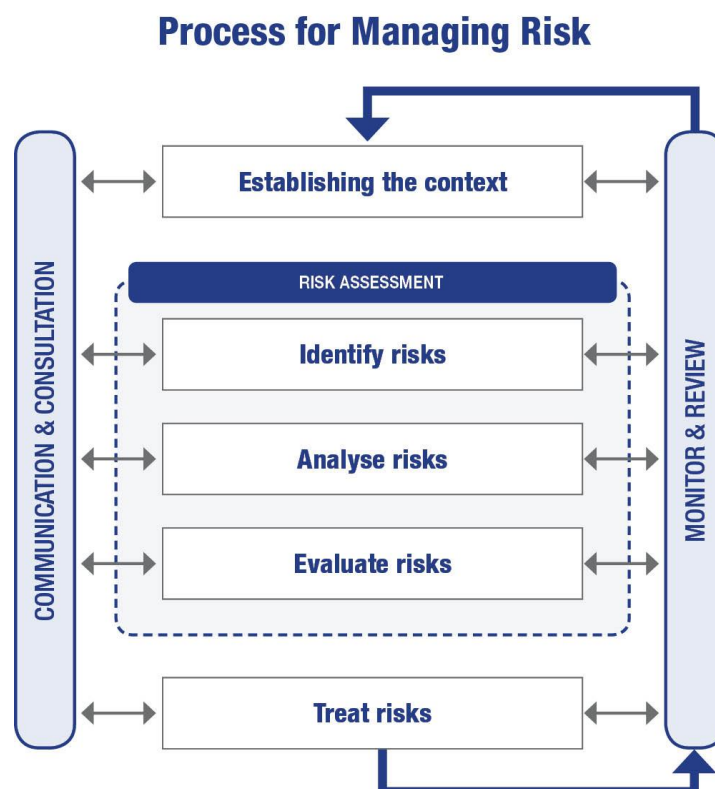 Process for Managing Risk
Establishing the context
RISK ASSESSMENT
Identify risks
Analyse risks
Evaluate risks
Treat risks
COMMUNICATION & CONSULTATION
MONITOR & REVIEW